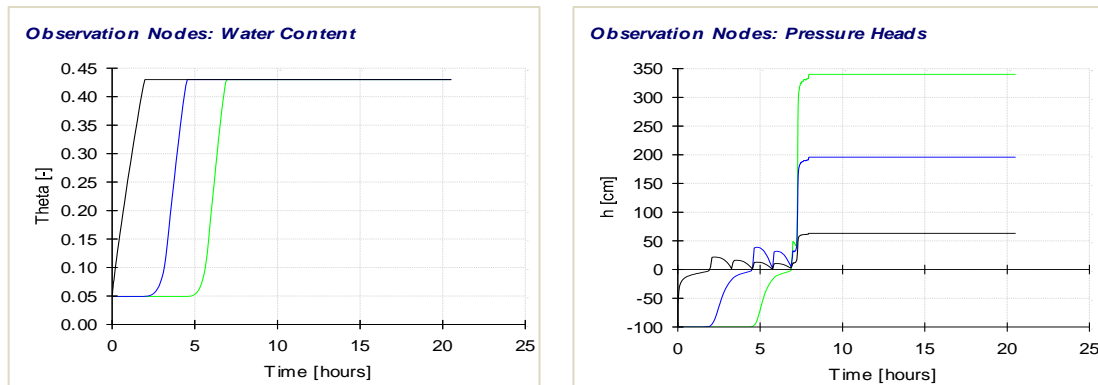 Observation Nodes: Water Content
0.45
0.40
0.35
0.30
0.25
0.20
0.15
0.10
0.05
0.00
Theta [-]
0 5 10 15 20 25
Time [hours]
Observation Nodes: Pressure Heads
350
300
250
200
150
100
50
0
-50
-100
h [cm]
0 5 10 15 20 25
Time [hours]